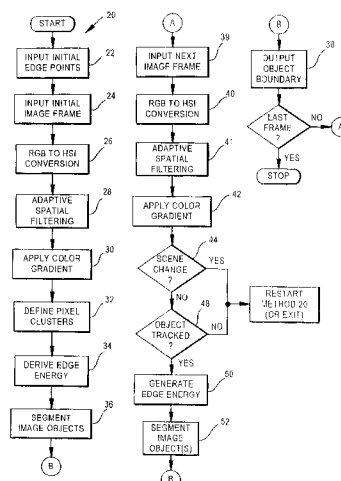 START
20
INPUT INITIAL
EDGE POINTS
22
INPUT INITIAL
IMAGE FRAME
24
RGB TO HSI
CONVERSION
26
ADAPTIVE
SPATIAL
FILTERING
28
APPLY COLOR
GRADIENT
30
DEFINE PIXEL
CLUSTERS
32
DERIVE EDGE
ENERGY
34
SEGMENT
IMAGE OBJECTS
36
B
A
INPUT NEXT
IMAGE FRAME
39
RGB TO HSI
CONVERSION
40
ADAPTIVE
SPATIAL
FILTERING
41
APPLY COLOR
GRADIENT
42
SCENE
CHANGE
?
44
YES
NO
OBJECT
TRACKED
?
48
NO
YES
RESTART
METHOD 20
(OR EXIT)
GENERATE
EDGE ENERGY
50
SEGMENT
IMAGE
OBJECT(S)
52
B
B
OUTPUT
OBJECT
BOUNDARY
38
LAST
FRAME
?
NO
A
YES
STOP